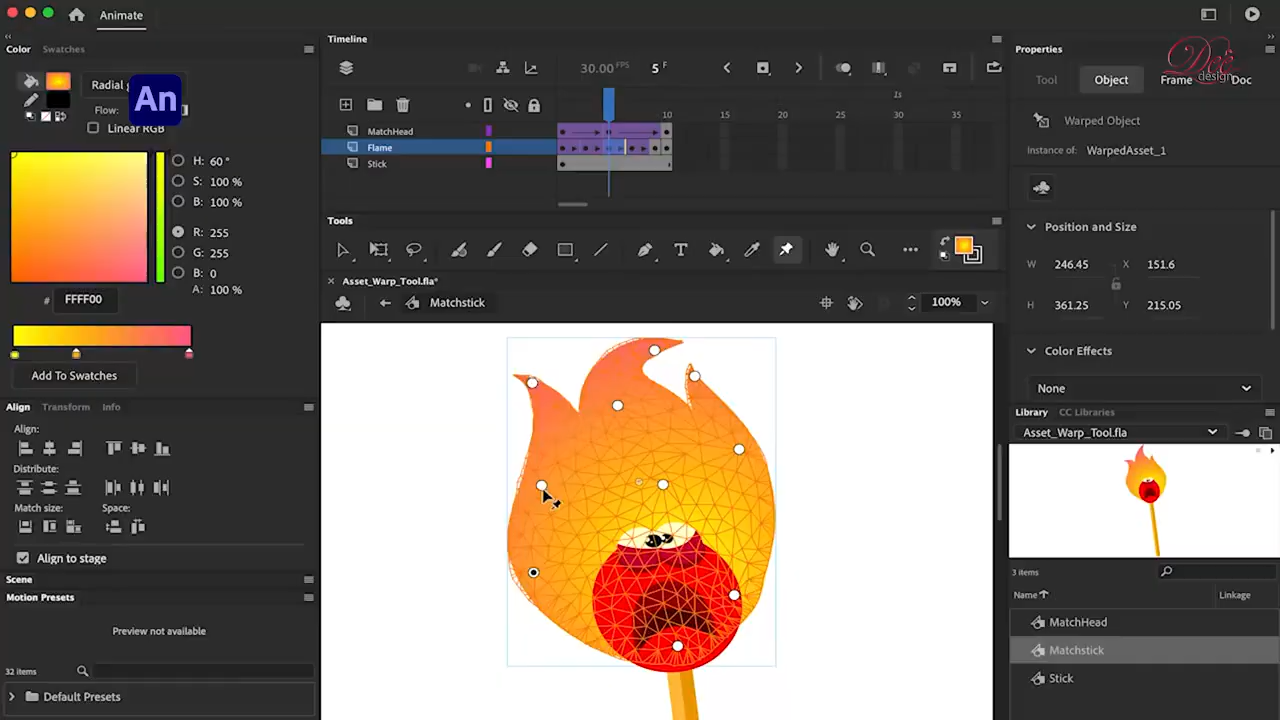 Animate
Color Swatches
Radial
An
Flow:
Linear RGB
H: 60 °
S: 100 %
B: 100 %
R: 255
G: 255
B: 0
A: 100 %
# FFFF00
Add To Swatches
Align Transform Info
Align:
Distribute:
Match size: Space:
Align to stage
Scene
Motion Presets
Preview not available
32 items
Default Presets
Timeline
30.00 FPS 5 F
1s
10 15 20 25 30 35
MatchHead
Flame
Stick
Tools
T
Asset_Warp_Tool.fla*
Matchstick
100%
Properties
Dee
design
Tool Object Frame Doc
Warped Object
Instance of: WarpedAsset_1
Position and Size
W 246.45 X 151.6
H 361.25 Y 215.05
Color Effects
None
Library CC Libraries
Asset_Warp_Tool.fla
3 items
Name Linkage
MatchHead
Matchstick
Stick